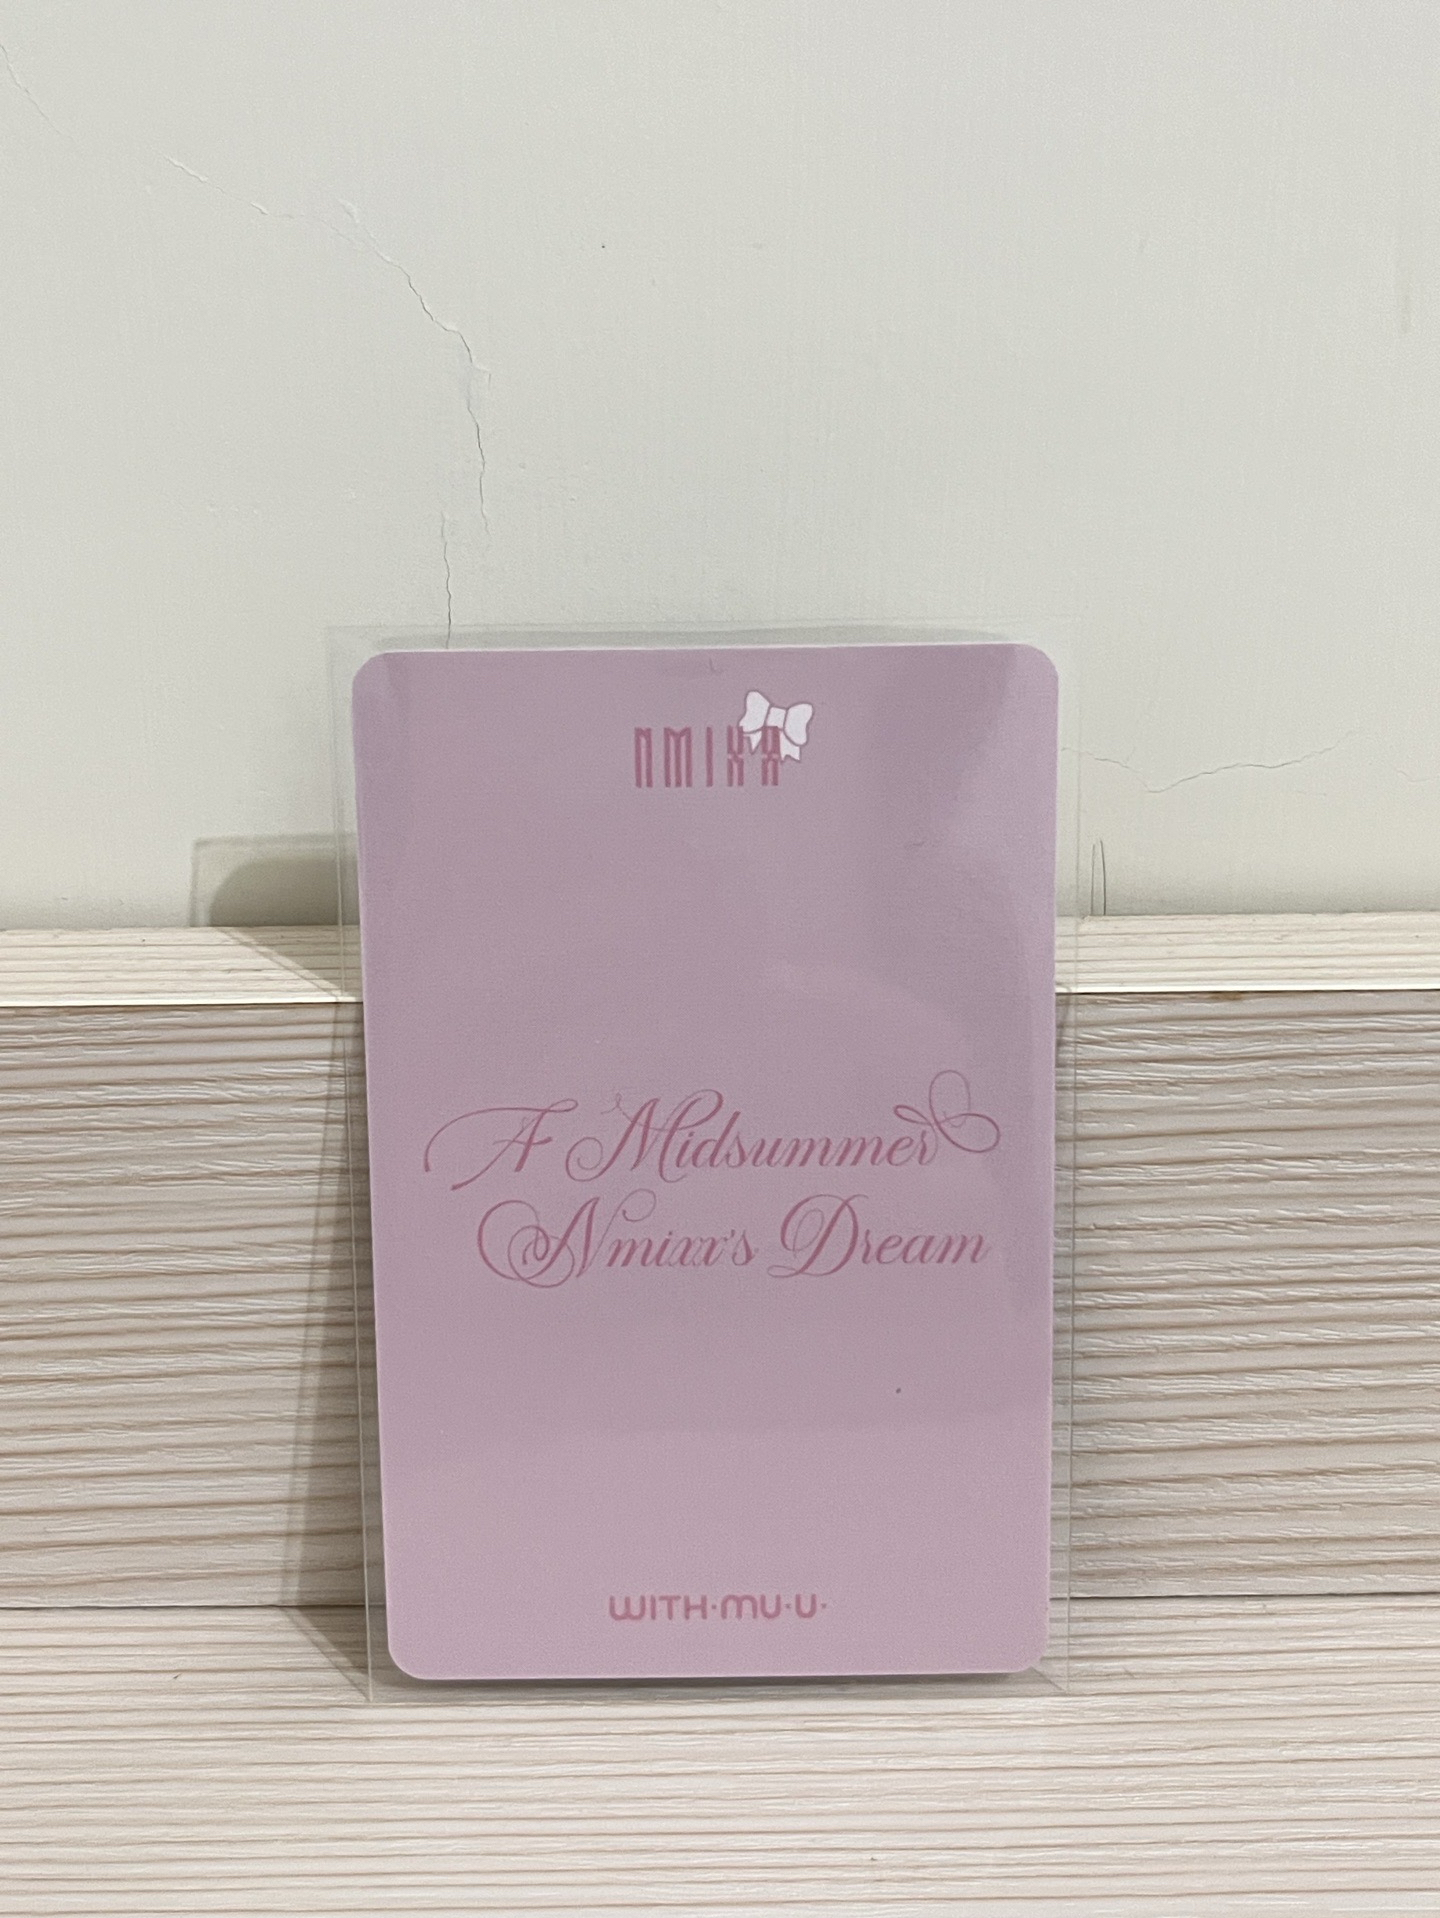 NMIXX
A Midsummer
Nmixx's Dream
WITH·MU·U·